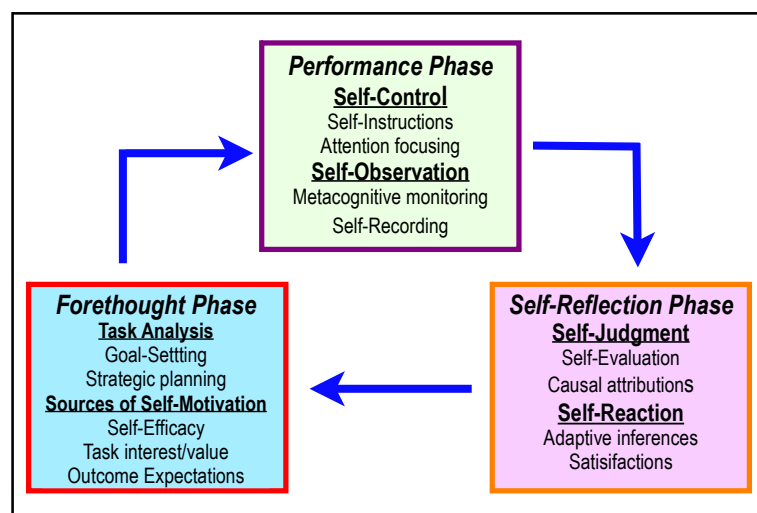 Performance Phase
Self-Control
Self-Instructions
Attention focusing
Self-Observation
Metacognitive monitoring
Self-Recording
Forethought Phase
Task Analysis
Goal-Settting
Strategic planning
Sources of Self-Motivation
Self-Efficacy
Task interest/value
Outcome Expectations
Self-Reflection Phase
Self-Judgment
Self-Evaluation
Causal attributions
Self-Reaction
Adaptive inferences
Satisifactions